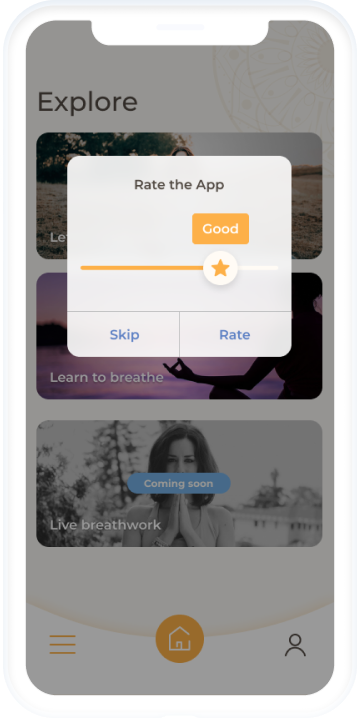 Explore
Rate the App
Good
Le
Skip
Rate
Learn to breathe
Coming soon
Live breathwork